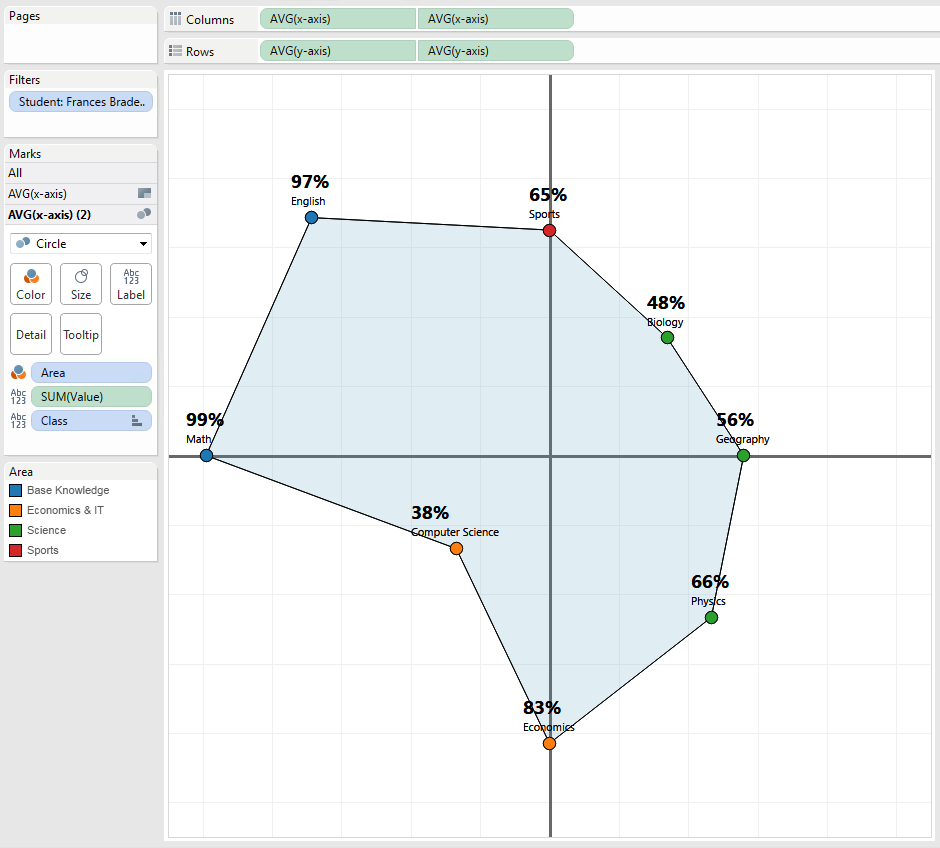 Pages
Columns
AVG(x-axis)
AVG(x-axis)
Rows
AVG(y-axis)
AVG(y-axis)
Filters
Student: Frances Brade..
Marks
All
AVG(x-axis)
AVG(x-axis) (2)
Circle
Color
Size
Abc
123
Label
Detail
Tooltip
Area
Abc
123
SUM(Value)
Abc
123
Class
Area
Base Knowledge
Economics & IT
Science
Sports
97%
English
65%
Sports
48%
Biology
99%
Math
56%
Geography
38%
Computer Science
66%
Physics
83%
Economics